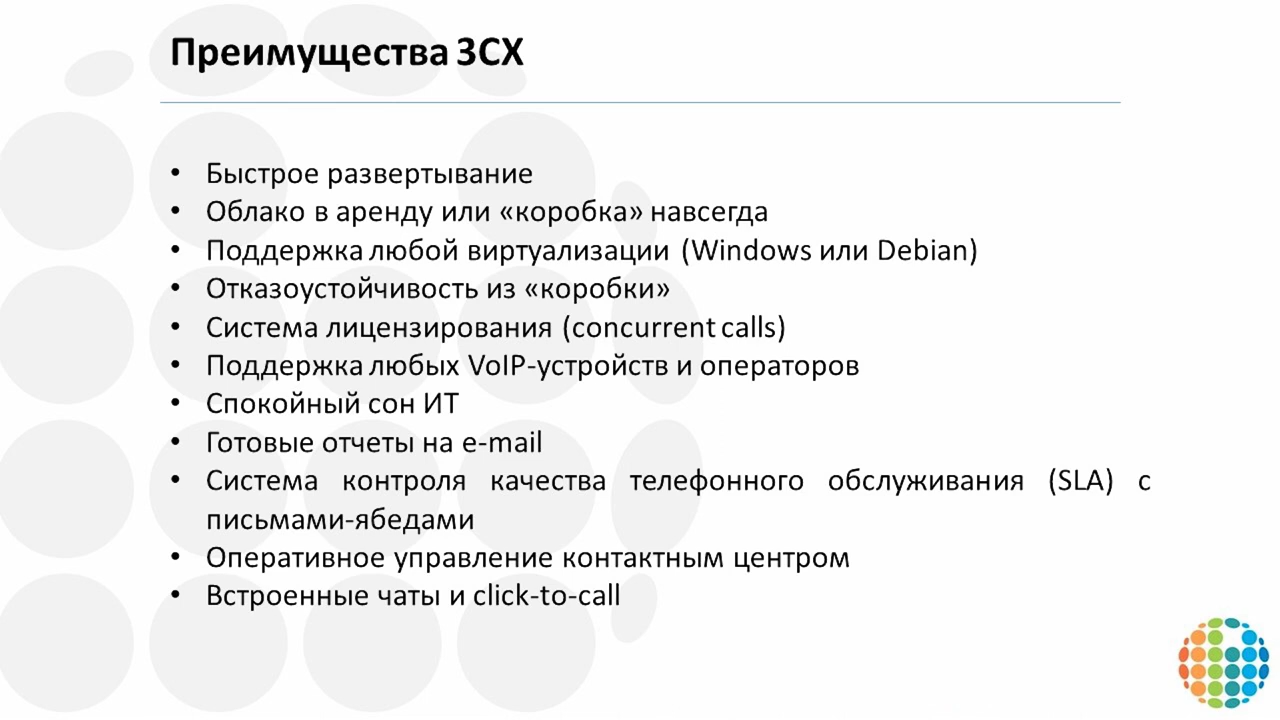 Преимущества 3CX
• Быстрое развертывание
• Облако в аренду или «коробка» навсегда
• Поддержка любой виртуализации (Windows или Debian)
• Отказоустойчивость из «коробки»
• Система лицензирования (concurrent calls)
• Поддержка любых VoIP-устройств и операторов
• Спокойный сон ИТ
• Готовые отчеты на e-mail
• Система контроля качества телефонного обслуживания (SLA) с
письмами-ябедами
• Оперативное управление контактным центром
• Встроенные чаты и click-to-call